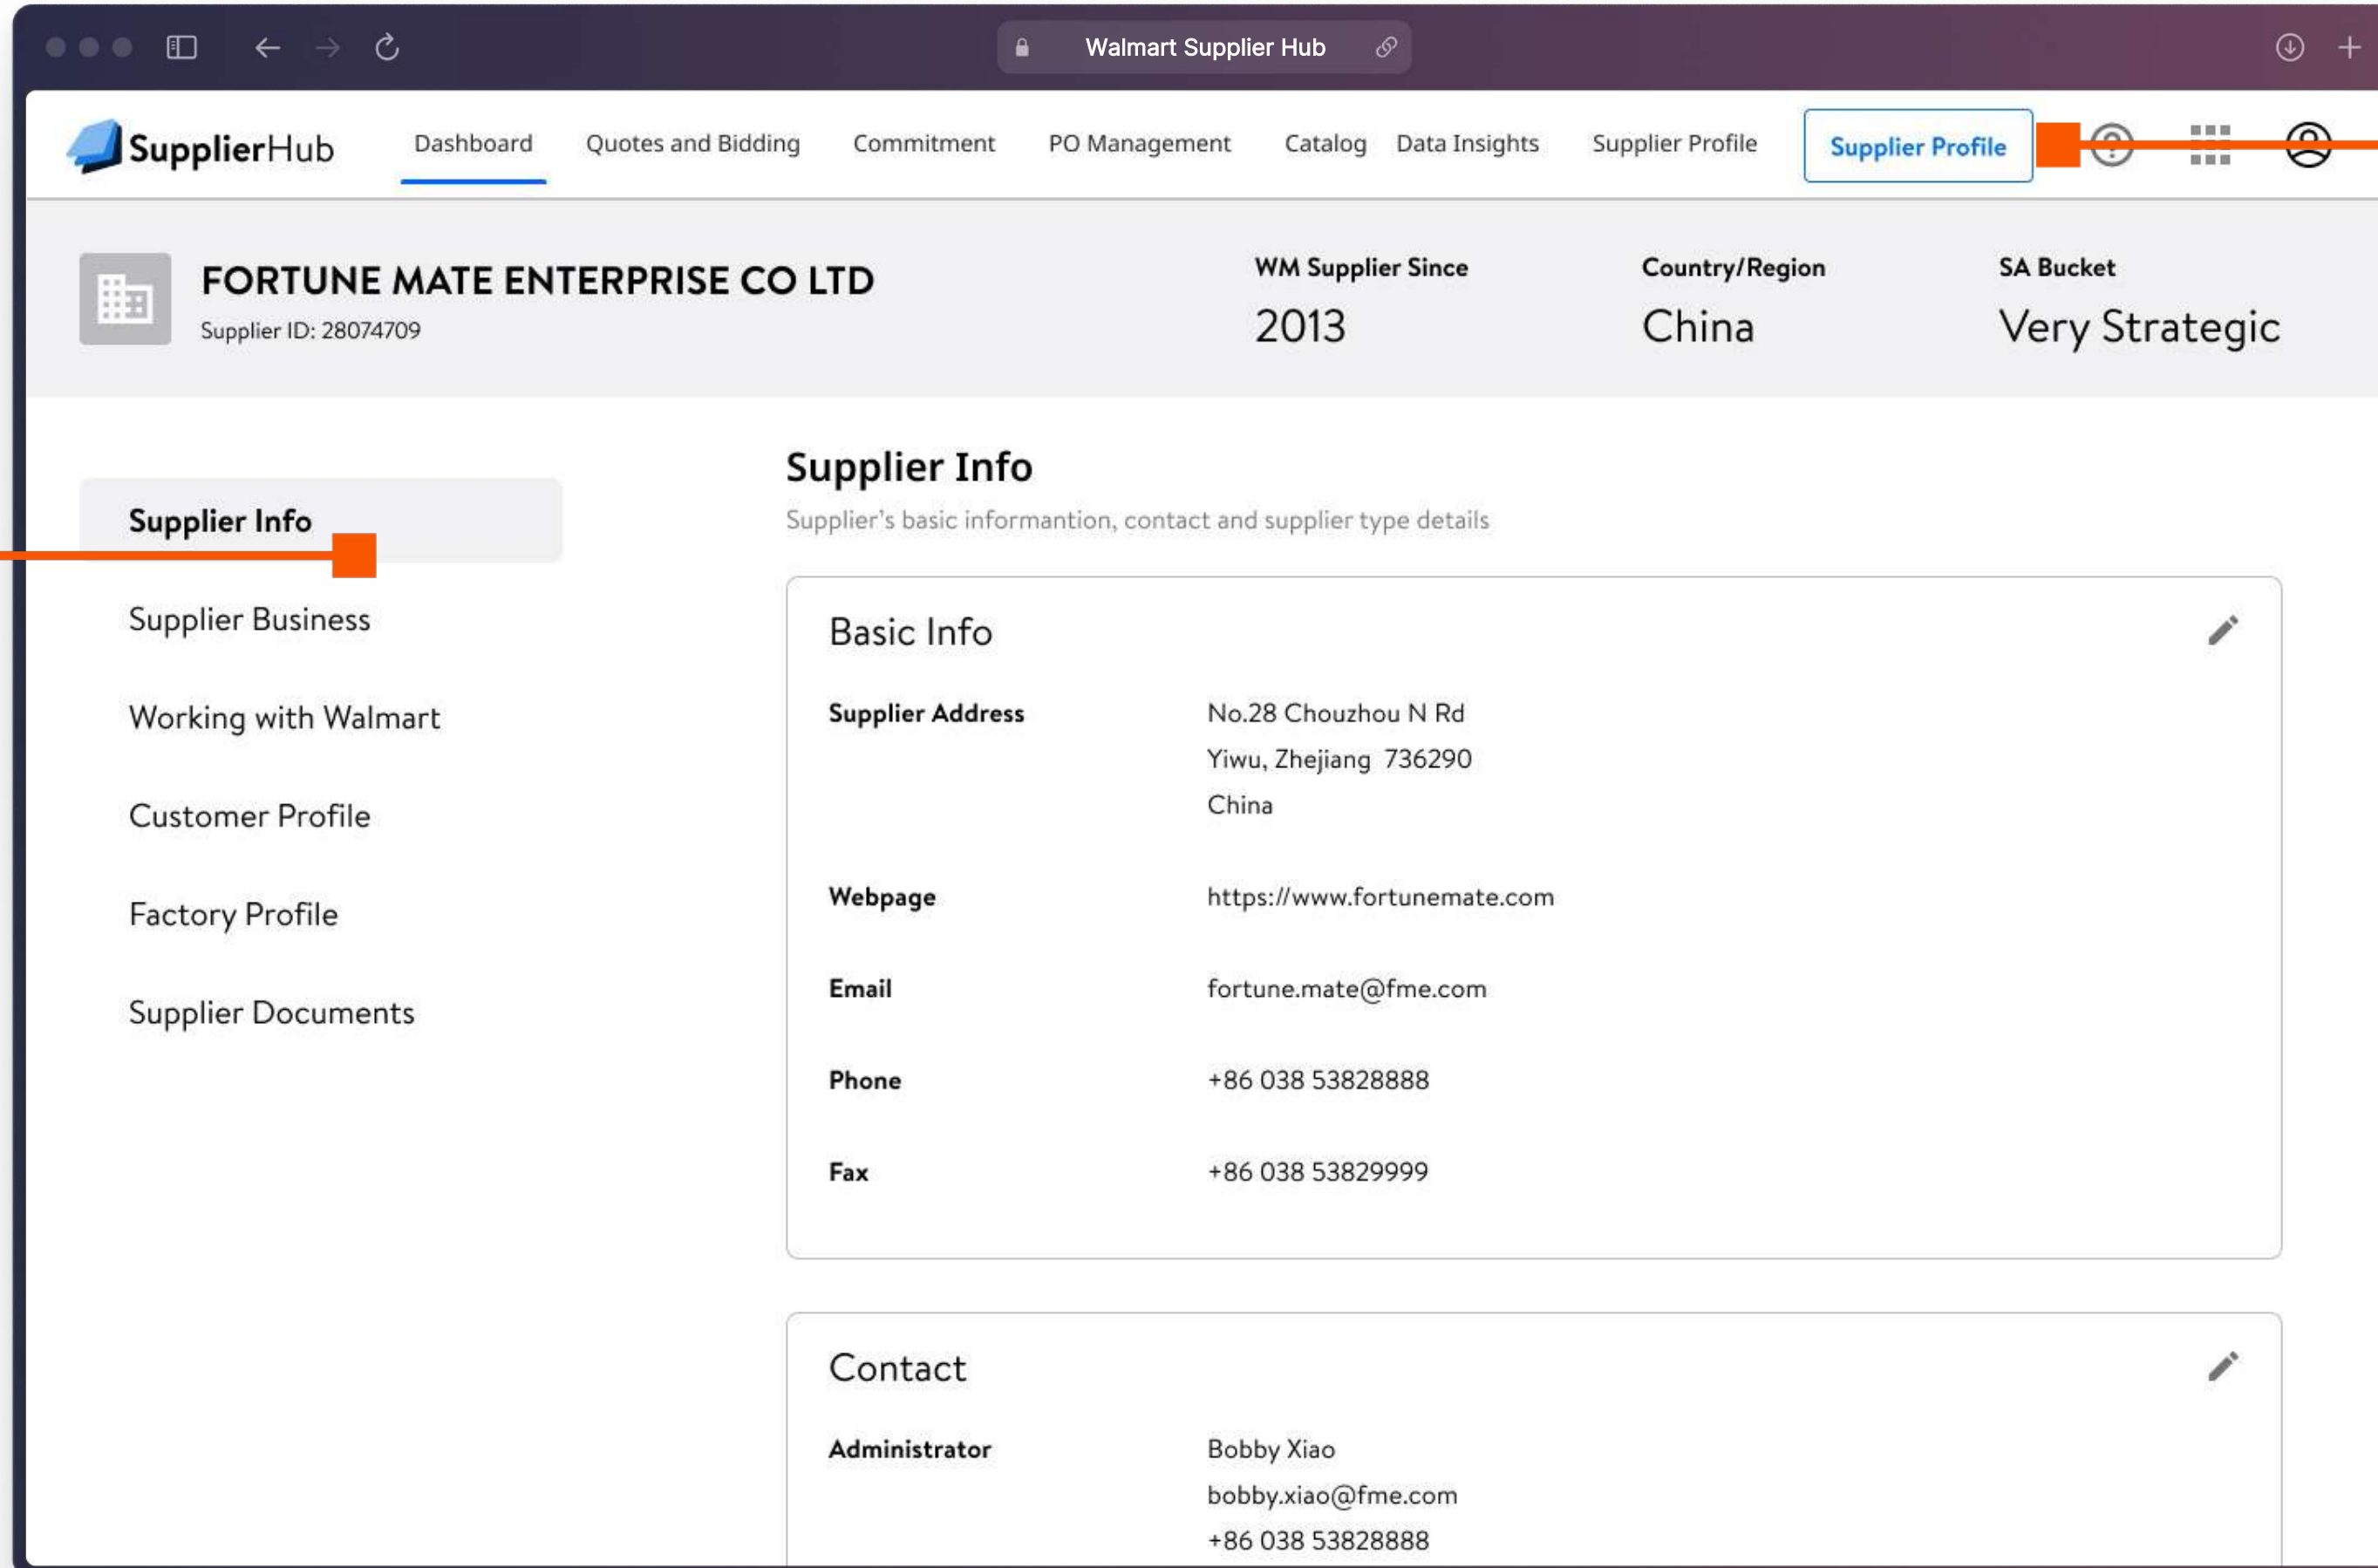 Walmart Supplier Hub
SupplierHub
Dashboard
Quotes and Bidding
Commitment
PO Management
Catalog
Data Insights
Supplier Profile
Supplier Profile
FORTUNE MATE ENTERPRISE CO LTD
Supplier ID: 28074709
WM Supplier Since
2013
Country/Region
China
SA Bucket
Very Strategic
Supplier Info
Supplier Business
Working with Walmart
Customer Profile
Factory Profile
Supplier Documents
Supplier Info
Supplier's basic informantion, contact and supplier type details
Basic Info
Supplier Address
No.28 Chouzhou N Rd
Yiwu, Zhejiang 736290
China
Webpage
https://www.fortunemate.com
Email
fortune.mate@fme.com
Phone
+86 038 53828888
Fax
+86 038 53829999
Contact
Administrator
Bobby Xiao
bobby.xiao@fme.com
+86 038 53828888